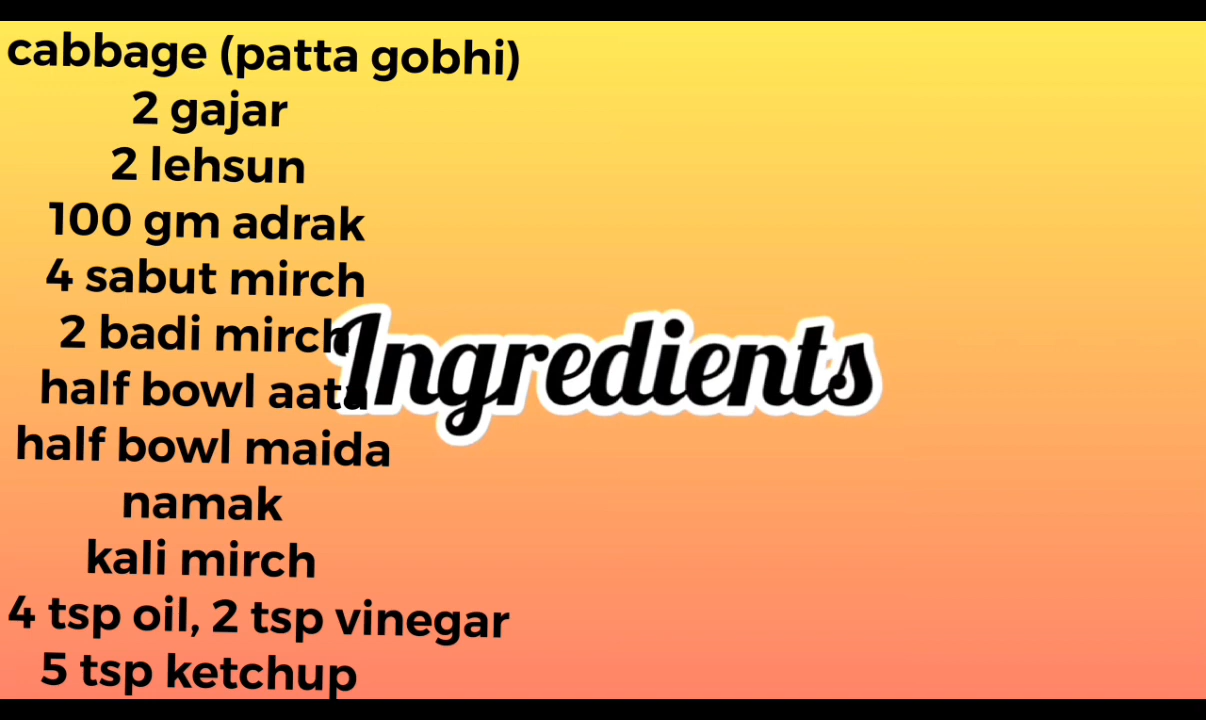 cabbage (patta gobhi)
2 gajar
2 lehsun
100 gm adrak
4 sabut mirch
2 badi mirch
half bowl aata
half bowl maida
namak
kali mirch
4 tsp oil, 2 tsp vinegar
5 tsp ketchup
Ingredients